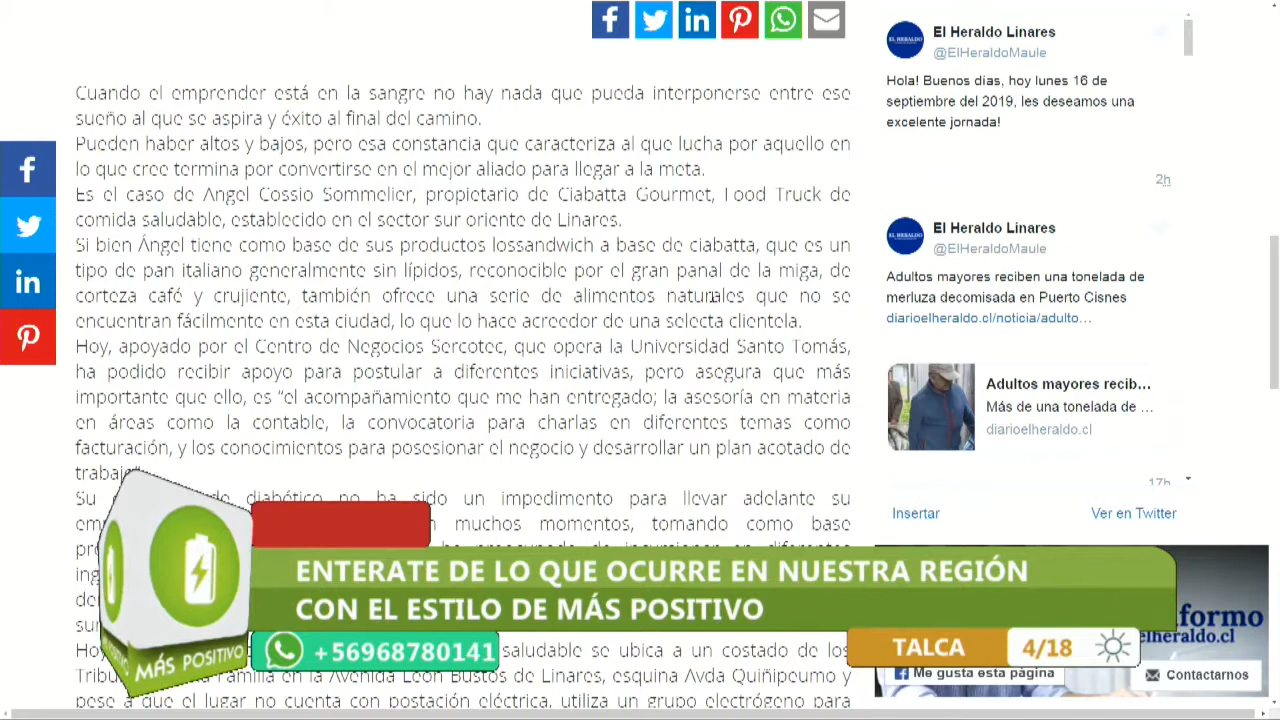 Cuando el emprender está en la sangre no hay nada que pueda interponerse entre ese
sueño al que se aspira y éxito al final del camino.
Pueden haber altos y bajos, pero esa constancia que caracteriza al que lucha por aquello en
lo que cree termina por convertirse en el mejor aliado para llegar a la meta.
Es el caso de Angel Cossio Sommelier, propietario de Ciabatta Gourmet, Food Truck de
comida saludable, establecido en el sector sur oriente de Linares.
Si bien Ángel tiene como base de sus productos lossandwich a base de ciabatta, que es un
tipo de pan italiano generalmente sin lípidos, reconocible por el gran panal de la miga, de
corteza café y crujiente, también ofrece una serie de alimentos naturales que no se
encuentran fácilmente en esta ciudad, lo que lo hace acreedor de una selecta clientela.
Hoy, apoyado por el Centro de Negocios Sercotec, que opera la Universidad Santo Tomás,
ha podido recibir apoyo para postular a diferentes iniciativas, pero asegura que más
importante que ello, es "el acompañamiento que me han entregado; la asesoría en materia
en áreas como la contable, la convocatoria para charlas en diferentes temas como
facturación, y los conocimientos para posesionar el negocio y desarrollar un plan acotado de
trabajo"
Su de diabético no ha sido un impedimento para llevar adelante su
muchos momentos, tomando como base
saludable se ubica a un costado de los
Avenida León Bustos de Linares, esquina Avda Quiñipeumo y
pese a que el lugar no cuenta con postación eléctrica, utiliza un grupo electrógeno para
El Heraldo Linares
@ElHeraldoMaule
Hola! Buenos días, hoy lunes 16 de
septiembre del 2019, les deseamos una
excelente jornada!
2h
El Heraldo Linares
@ElHeraldoMaule
Adultos mayores reciben una tonelada de
merluza decomisada en Puerto Cisnes
diarioelheraldo.cl/noticia/adulto…
Adultos mayores recib…
Más de una tonelada de …
diarioelheraldo.cl
17h
Insertar
Ver en Twitter
elheraldo.cl
Me gusta esta página
Contactarnos
ENTERATE DE LO QUE OCURRE EN NUESTRA REGIÓN
CON EL ESTILO DE MÁS POSITIVO
MÁS POSITIVO
+56968780141
TALCA
4/18